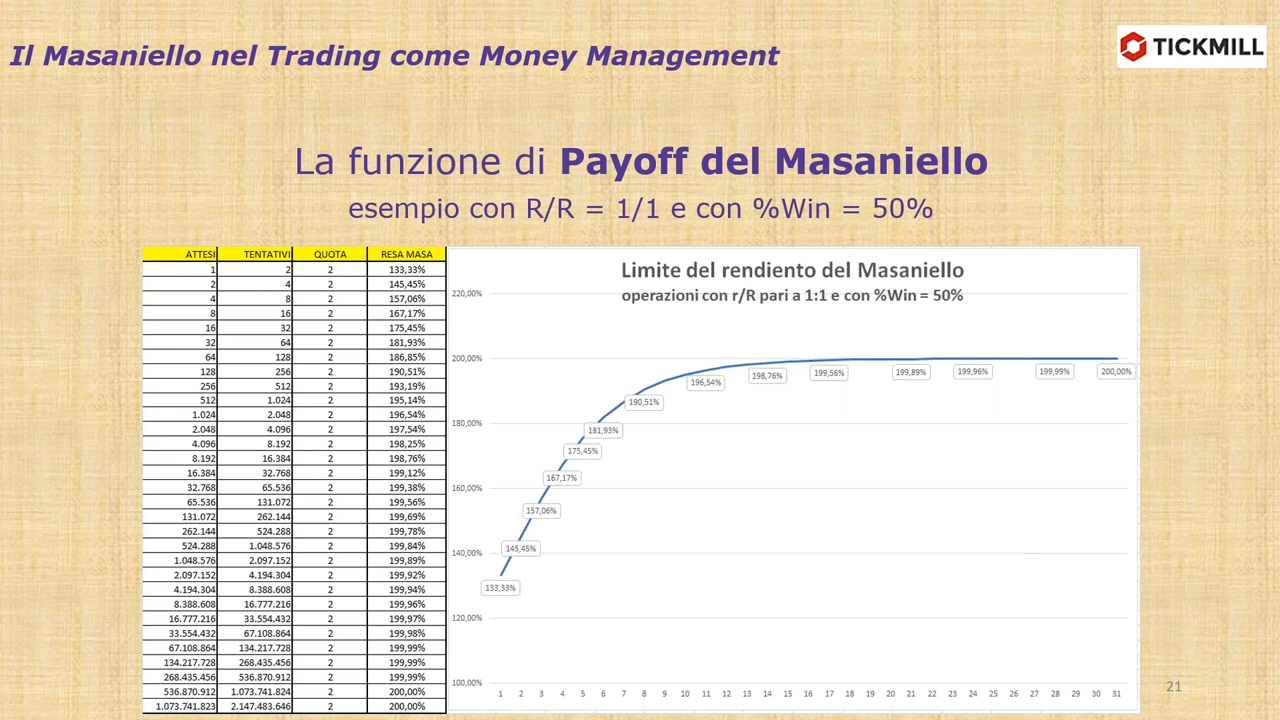 Il Masaniello nel Trading come Money Management
TICKMILL
La funzione di Payoff del Masaniello
esempio con R/R = 1/1 e con %Win = 50%
ATTESI TENTATIVI QUOTA RESA MASA
1 2 2 133,33%
2 4 2 145,45%
4 8 2 157,06%
8 16 2 167,17%
16 32 2 175,45%
32 64 2 181,93%
64 128 2 186,85%
128 256 2 190,51%
256 512 2 193,19%
512 1.024 2 195,14%
1.024 2.048 2 196,54%
2.048 4.096 2 197,54%
4.096 8.192 2 198,25%
8.192 16.384 2 198,76%
16.384 32.768 2 199,12%
32.768 65.536 2 199,38%
65.536 131.072 2 199,56%
131.072 262.144 2 199,69%
262.144 524.288 2 199,78%
524.288 1.048.576 2 199,84%
1.048.576 2.097.152 2 199,89%
2.097.152 4.194.304 2 199,92%
4.194.304 8.388.608 2 199,94%
8.388.608 16.777.216 2 199,96%
16.777.216 33.554.432 2 199,97%
33.554.432 67.108.864 2 199,98%
67.108.864 134.217.728 2 199,99%
134.217.728 268.435.456 2 199,99%
268.435.456 536.870.912 2 199,99%
536.870.912 1.073.741.824 2 200,00%
1.073.741.823 2.147.483.646 2 200,00%
Limite del rendiento del Masaniello
operazioni con r/R pari a 1:1 e con %Win = 50%
220,00%
200,00%
180,00%
160,00%
140,00%
120,00%
100,00%
133,33%
145,45%
157,06%
167,17%
175,45%
181,93%
190,51%
196,54%
198,76%
199,56%
199,89%
199,96%
199,99%
200,00%
1 2 3 4 5 6 7 8 9 10 11 12 13 14 15 16 17 18 19 20 21 22 23 24 25 26 27 28 29 30 31
21